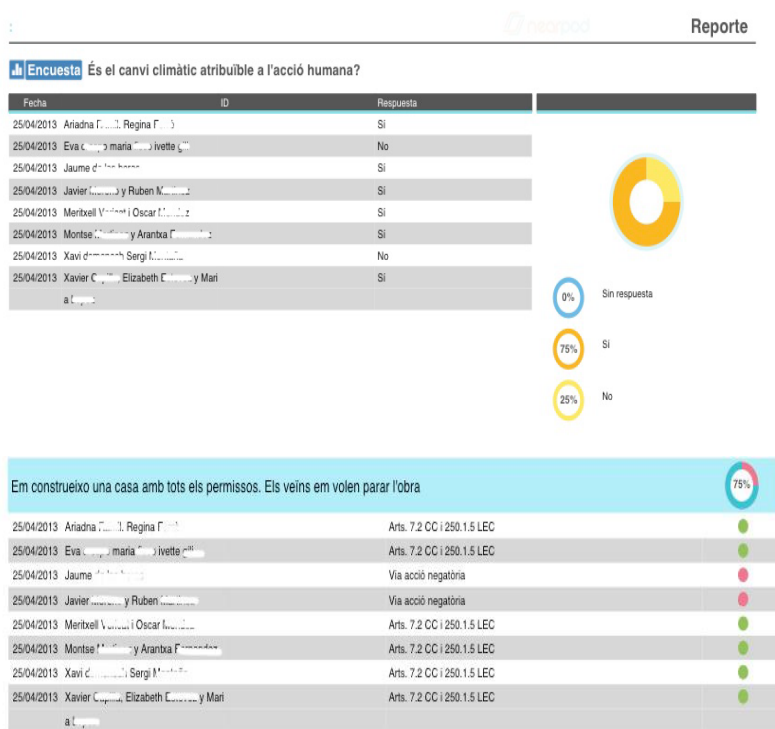 nearpod
Reporte
Encuesta És el canvi climàtic atribuïble a l'acció humana?
Fecha ID Respuesta
25/04/2013 Ariadna Regina Sí
25/04/2013 Eva maria ivette Sí No
25/04/2013 Jaume Sí
25/04/2013 Javier y Ruben Sí
25/04/2013 Meritxell i Oscar Sí
25/04/2013 Montse y Arantxa Sí
25/04/2013 Xavi Sergi No
25/04/2013 Xavier Elizabeth y Mari Sí
a
0% Sin respuesta
75% Sí
25% No
Em construeixo una casa amb tots els permissos. Els veïns em volen parar l'obra 75%
25/04/2013 Ariadna Regina Arts. 7.2 CC i 250.1.5 LEC
25/04/2013 Eva maria ivette Arts. 7.2 CC i 250.1.5 LEC
25/04/2013 Jaume Via acció negatòria
25/04/2013 Javier y Ruben Via acció negatòria
25/04/2013 Meritxell i Oscar Arts. 7.2 CC i 250.1.5 LEC
25/04/2013 Montse y Arantxa Arts. 7.2 CC i 250.1.5 LEC
25/04/2013 Xavi Sergi Arts. 7.2 CC i 250.1.5 LEC
25/04/2013 Xavier Elizabeth y Mari Arts. 7.2 CC i 250.1.5 LEC
a